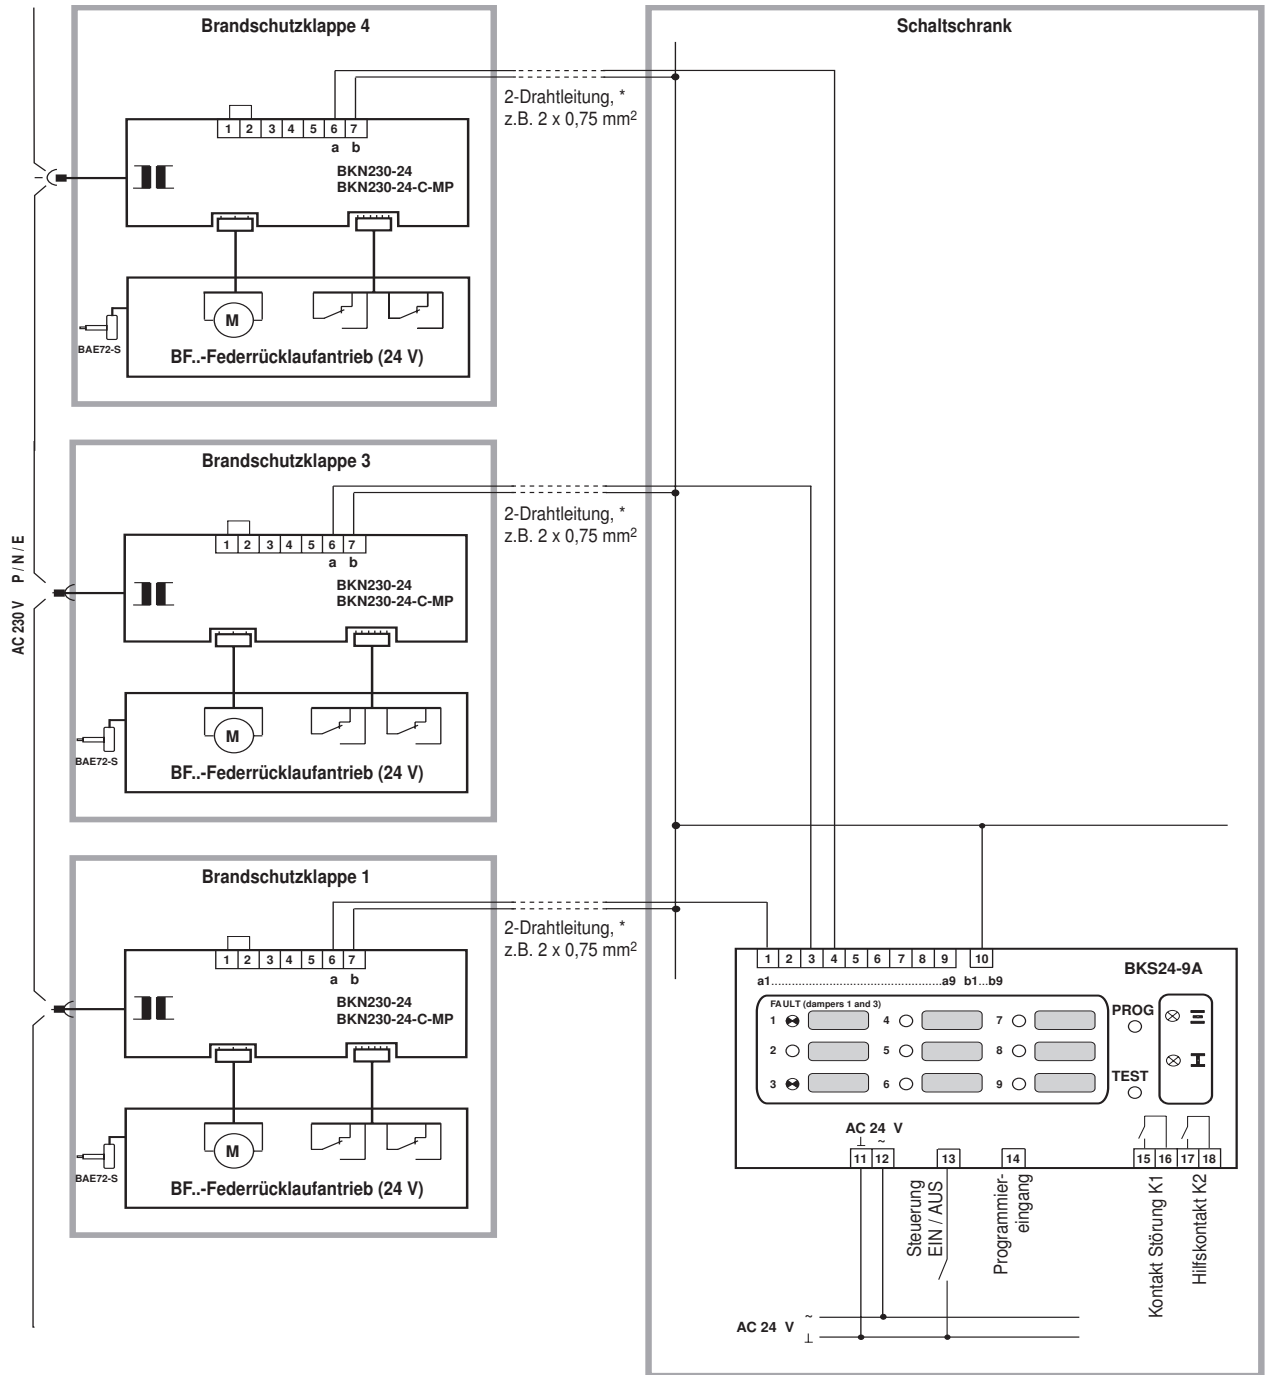 Brandschutzklappe 4
Schaltschrank
2-Drahtleitung, *
z.B. 2 x 0,75 mm²
1 2 3 4 5 6 7
a b
BKN230-24
BKN230-24-C-MP
M
BAE72-S
BF..-Federrücklaufantrieb (24 V)
Brandschutzklappe 3
2-Drahtleitung, *
z.B. 2 x 0,75 mm²
1 2 3 4 5 6 7
a b
BKN230-24
BKN230-24-C-MP
AC 230 V P / N / E
M
BAE72-S
BF..-Federrücklaufantrieb (24 V)
Brandschutzklappe 1
2-Drahtleitung, *
z.B. 2 x 0,75 mm²
1 2 3 4 5 6 7
a b
BKN230-24
BKN230-24-C-MP
M
BAE72-S
BF..-Federrücklaufantrieb (24 V)
1 2 3 4 5 6 7 8 9 10
BKS24-9A
a1..........................................a9 b1...b9
FAULT (dampers 1 and 3)
1 4 7
2 5 8
3 6 9
PROG
TEST
AC 24 V
⊥ ~
11 12 13 14 15 16 17 18
Steuerung
EIN / AUS
Programmier-
eingang
Kontakt Störung K1
Hilfskontakt K2
AC 24 V ~
⊥